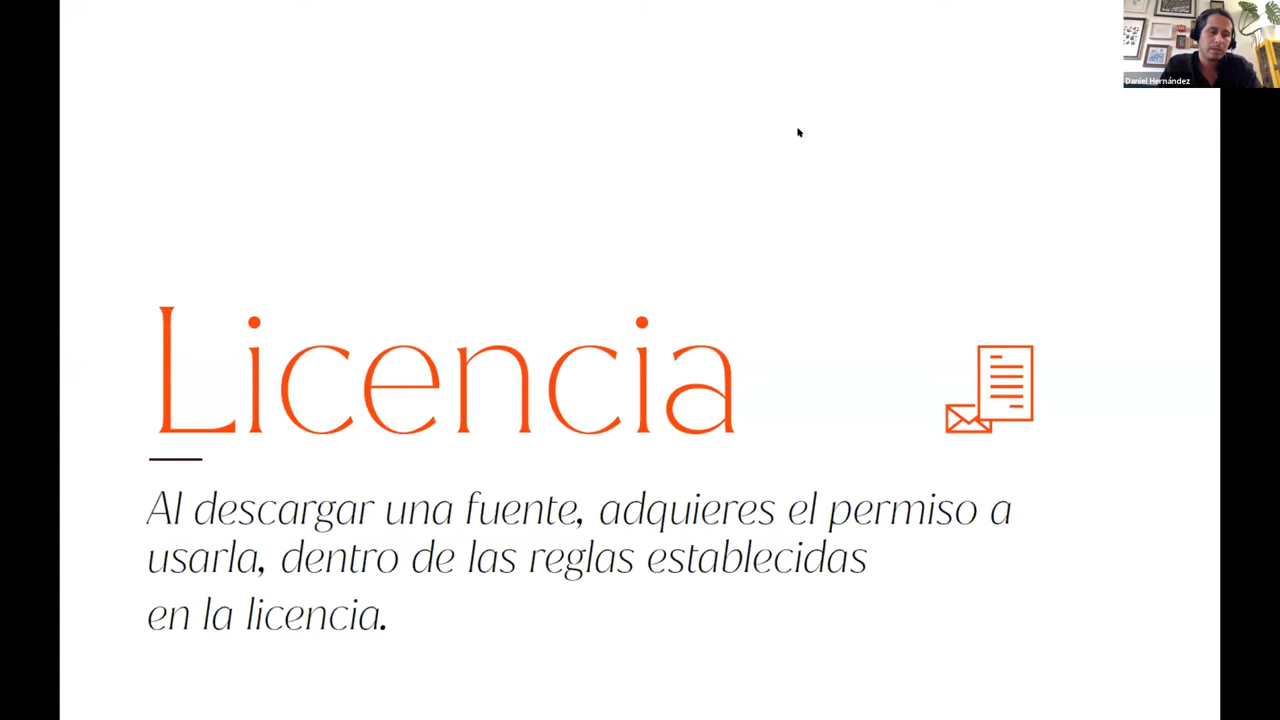 Daniel Hernández
Licencia
Al descargar una fuente, adquieres el permiso a
usarla, dentro de las reglas establecidas
en la licencia.